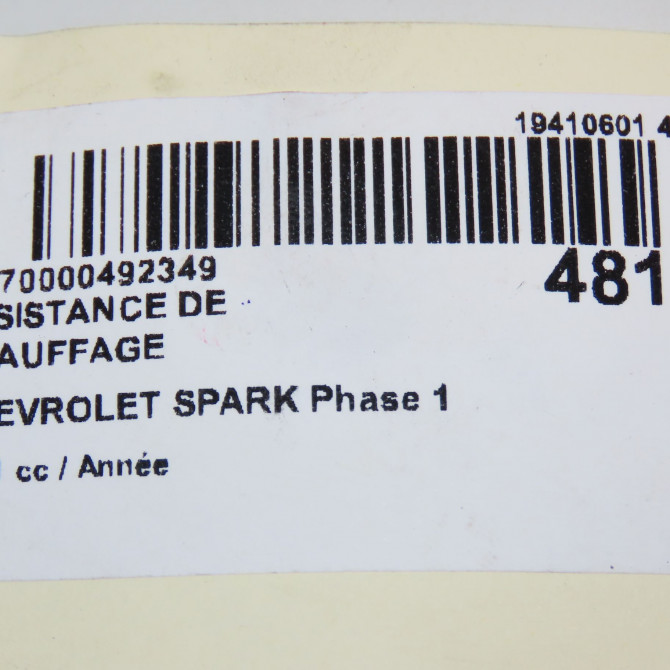 19410601 4
70000492349
481
SISTANCE DE
AUFFAGE
EVROLET SPARK Phase 1
cc / Année